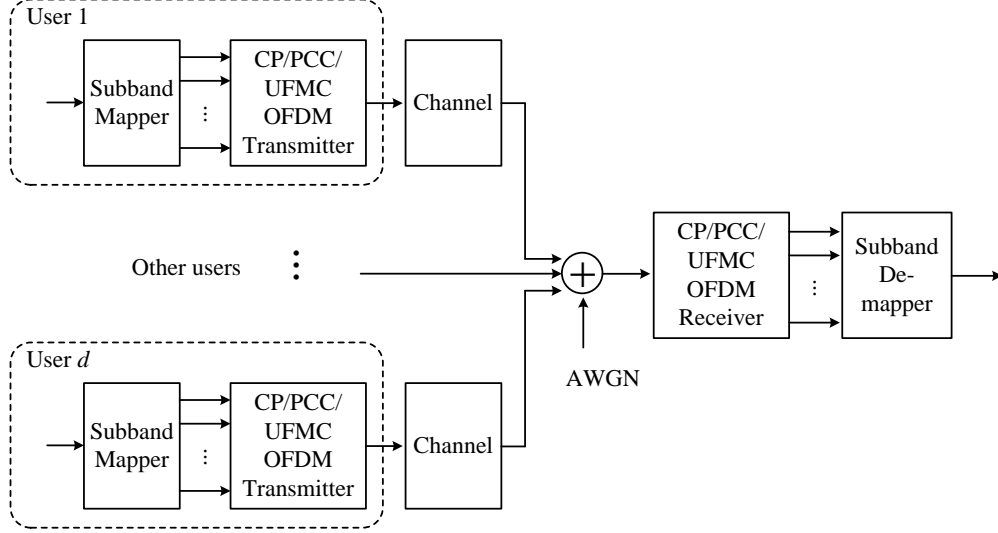 User 1
Subband
Mapper
CP/PCC/
UFMC
OFDM
Transmitter
Channel
Other users
CP/PCC/
UFMC
OFDM
Receiver
Subband
De-
mapper
AWGN
User d
Subband
Mapper
CP/PCC/
UFMC
OFDM
Transmitter
Channel